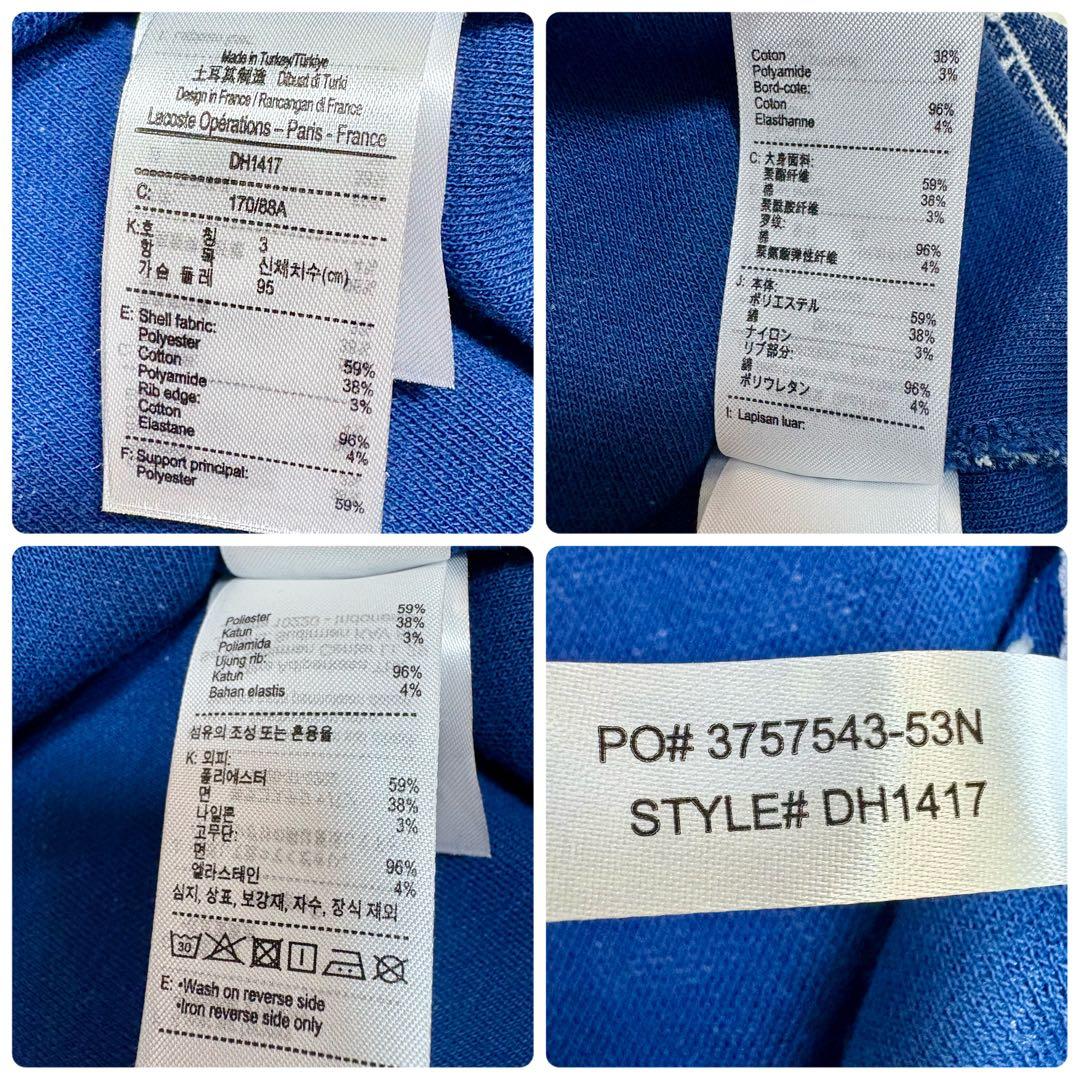 Made in Turkey/Türkiye
土耳其制造 Dibuat di Turki
Design in France / Rancangan di France
Lacoste Opérations – Paris - France
DH1417
C: 170/88A
K: 호 칭 3
항 목 신체치수(cm)
가슴 둘레 95
E: Shell fabric:
Polyester 59%
Cotton 38%
Polyamide 3%
Rib edge:
Cotton 96%
Elastane 4%
F: Support principal:
Polyester 59%
Coton 38%
Polyamide 3%
Bord-cote:
Coton 96%
Elasthanne 4%
C: 大身面料:
聚酯纤维 59%
棉 38%
聚酰胺纤维 3%
罗纹:
棉 96%
聚氨酯弹性纤维 4%
J: 本体:
ポリエステル 59%
綿 38%
ナイロン 3%
リブ部分:
綿 96%
ポリウレタン 4%
I: Lapisan luar:
Poliester 59%
Katun 38%
Poliamida 3%
Ujung rib:
Katun 96%
Bahan elastis 4%
섬유의 조성 또는 혼용율
K: 외피:
폴리에스터 59%
면 38%
나일론 3%
고무단:
면 96%
엘라스테인 4%
심지, 상표, 보강재, 자수, 장식 제외
30
E: •Wash on reverse side
•Iron reverse side only
PO# 3757543-53N
STYLE# DH1417